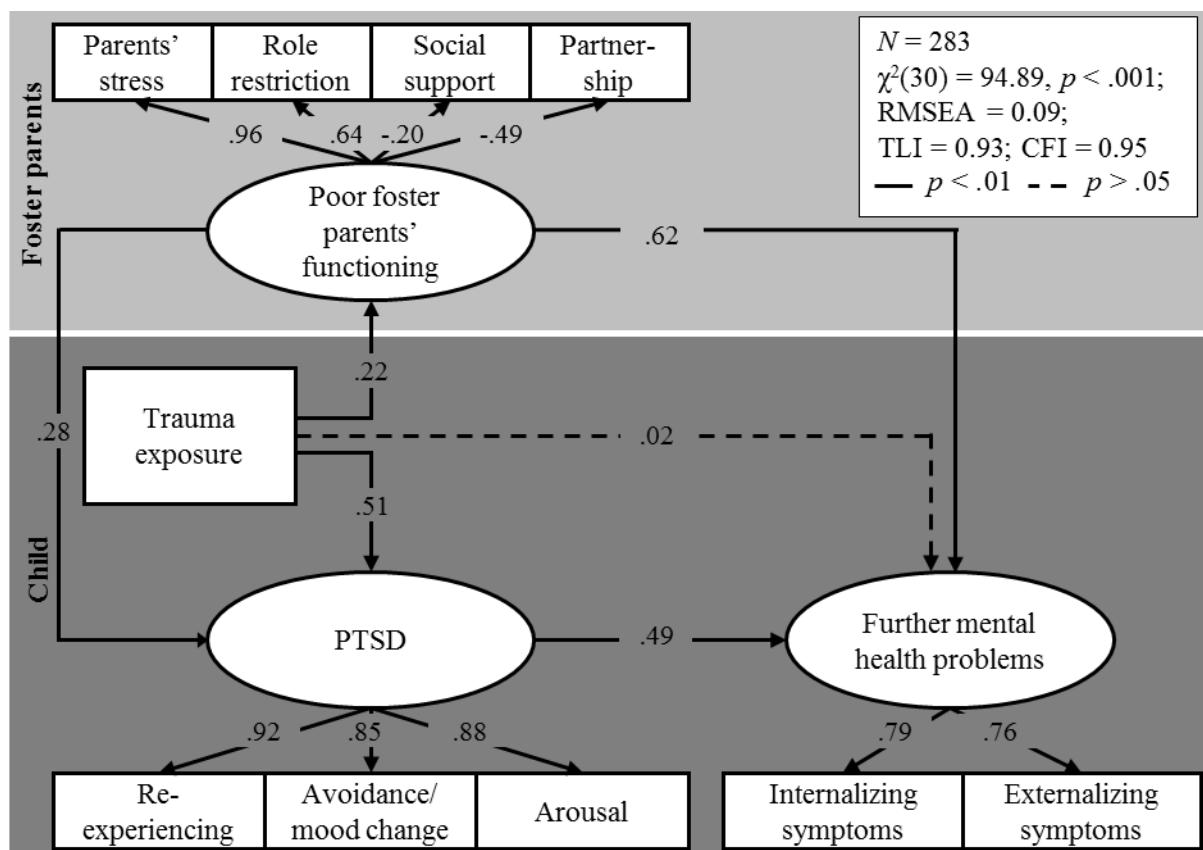 Parents’
stress
Role
restriction
Social
support
Partner-
ship
N = 283
χ²(30) = 94.89, p < .001;
RMSEA = 0.09;
TLI = 0.93; CFI = 0.95
p < .01 p > .05
.96 .64 -.20 -.49
Foster parents
Poor foster
parents’
functioning
.62
.22
Trauma
exposure
.28
.02
.51
Child
PTSD
.49
Further mental
health problems
.92 .85 .88
.79 .76
Re-
experiencing
Avoidance/
mood change
Arousal
Internalizing
symptoms
Externalizing
symptoms